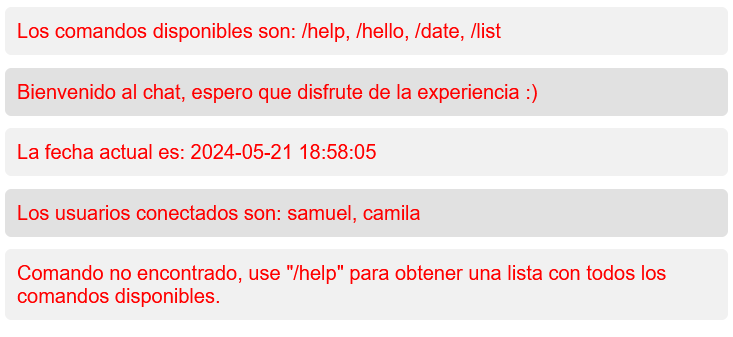 Los comandos disponibles son: /help, /hello, /date, /list
Bienvenido al chat, espero que disfrute de la experiencia :)
La fecha actual es: 2024-05-21 18:58:05
Los usuarios conectados son: samuel, camila
Comando no encontrado, use "/help" para obtener una lista con todos los
comandos disponibles.